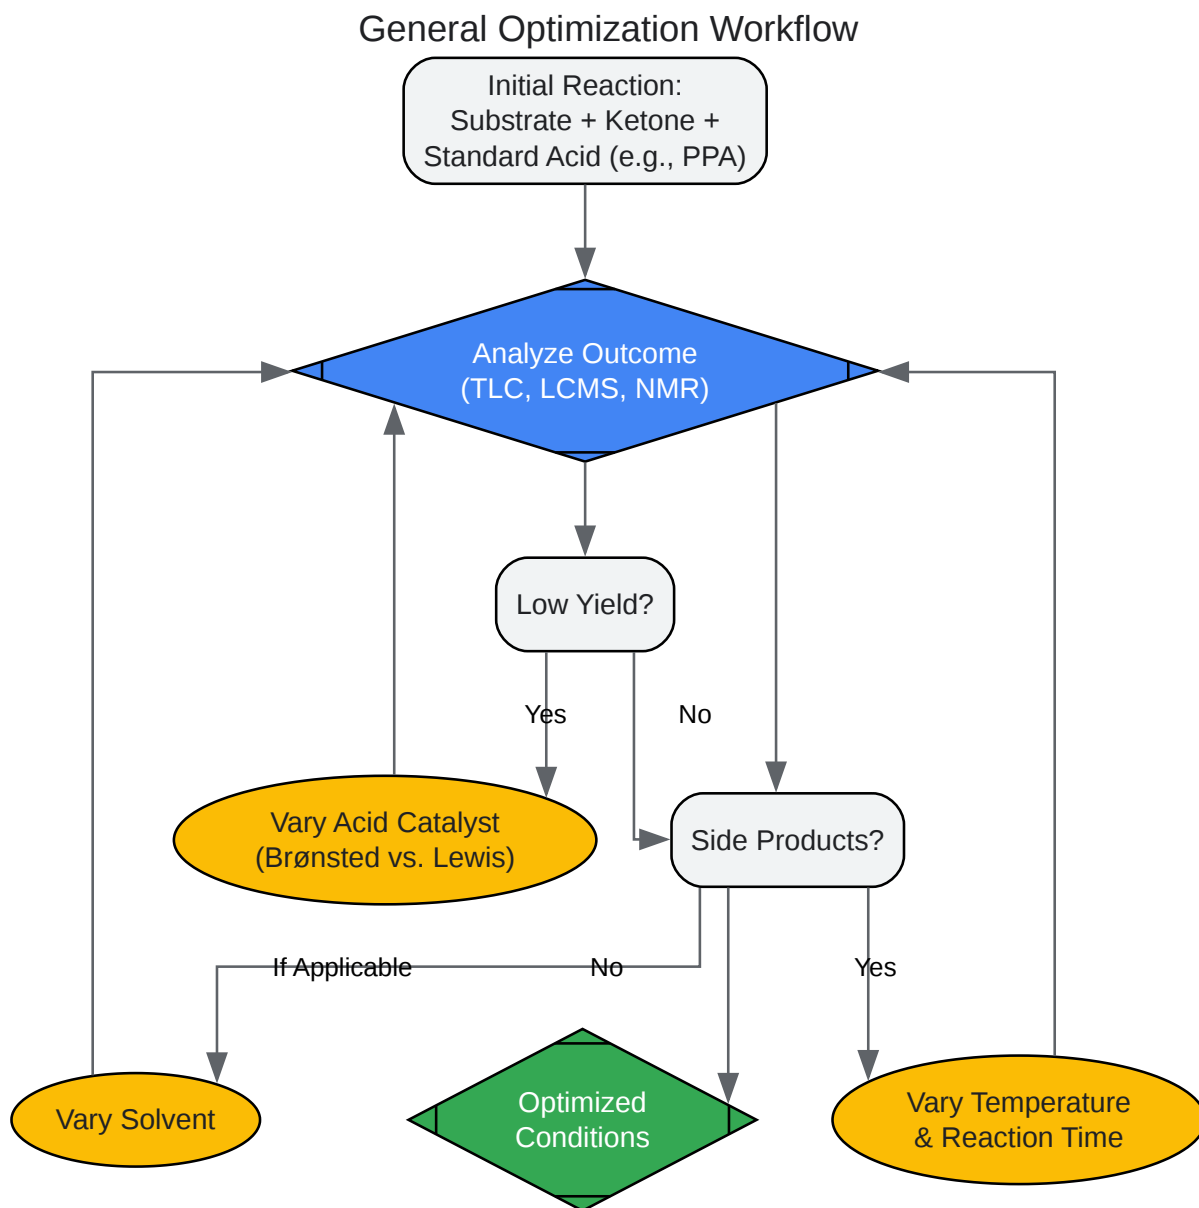 General Optimization Workflow
Initial Reaction:
Substrate + Ketone +
Standard Acid (e.g., PPA)
Analyze Outcome
(TLC, LCMS, NMR)
Low Yield?
Yes
No
Vary Acid Catalyst
(Brønsted vs. Lewis)
Side Products?
If Applicable
No
Yes
Vary Solvent
Optimized
Conditions
Vary Temperature
& Reaction Time